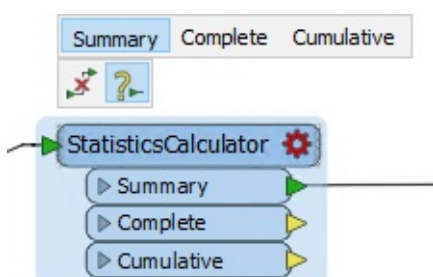 Summary Complete Cumulative
StatisticsCalculator
Summary
Complete
Cumulative